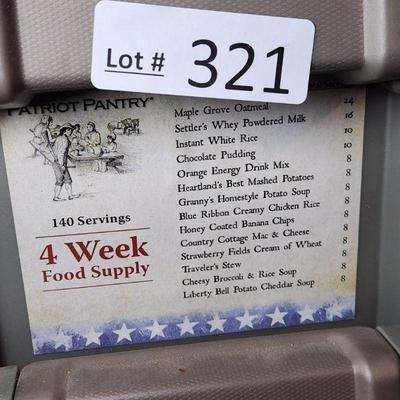 Lot # 321
PATRIOT PANTRY®
140 Servings
4 Week
Food Supply
Maple Grove Oatmeal 24
Settler's Whey Powdered Milk 16
Instant White Rice 10
Chocolate Pudding 10
Orange Energy Drink Mix 8
Heartland's Best Mashed Potatoes 8
Granny's Homestyle Potato Soup 8
Blue Ribbon Creamy Chicken Rice 8
Honey Coated Banana Chips 8
Country Cottage Mac & Cheese 8
Strawberry Fields Cream of Wheat 8
Traveler's Stew 8
Cheesy Broccoli & Rice Soup 8
Liberty Bell Potato Cheddar Soup 8